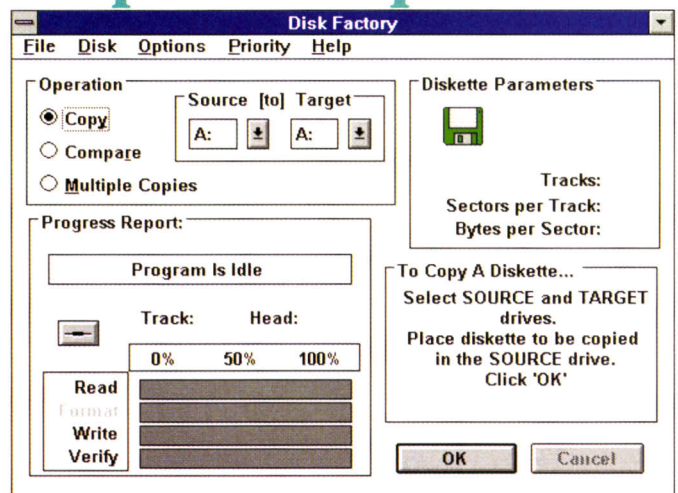 Disk Factory
File Disk Options Priority Help
Operation
Source [to] Target
Copy
A: A:
Compare
Multiple Copies
Diskette Parameters
Tracks:
Sectors per Track:
Bytes per Sector:
Progress Report:
Program Is Idle
Track: Head:
0% 50% 100%
Read
Format
Write
Verify
To Copy A Diskette...
Select SOURCE and TARGET
drives.
Place diskette to be copied
in the SOURCE drive.
Click 'OK'
OK Cancel